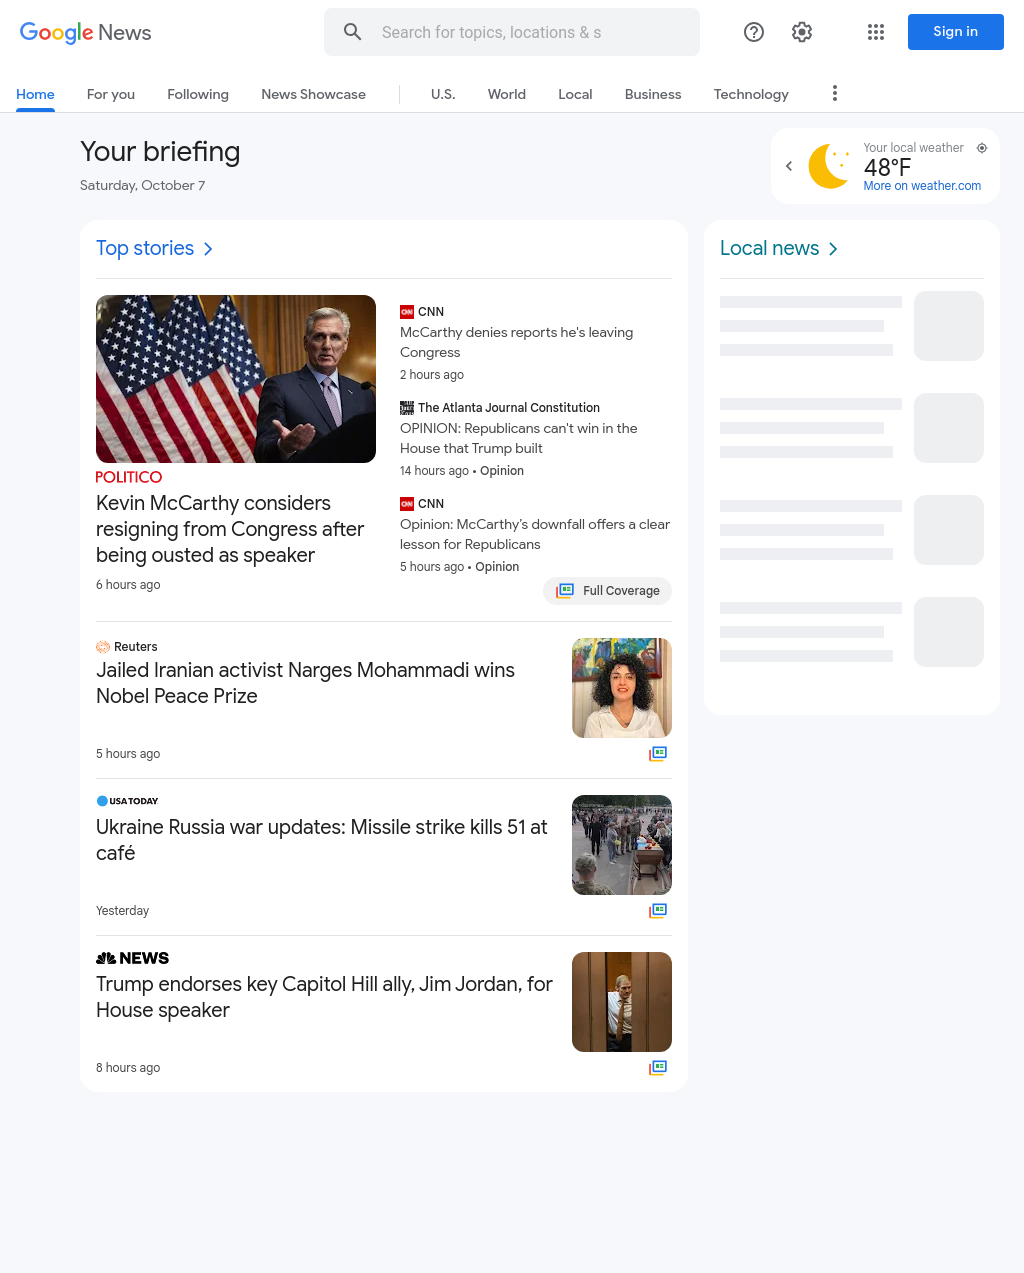 Google News
Search for topics, locations & s
Sign in
Home
For you
Following
News Showcase
U.S.
World
Local
Business
Technology
Your briefing
Saturday, October 7
Your local weather
48°F
More on weather.com
Top stories
POLITICO
Kevin McCarthy considers
resigning from Congress after
being ousted as speaker
6 hours ago
CNN
CNN
McCarthy denies reports he's leaving
Congress
2 hours ago
The Atlanta Journal Constitution
OPINION: Republicans can't win in the
House that Trump built
14 hours ago • Opinion
CNN
CNN
Opinion: McCarthy’s downfall offers a clear
lesson for Republicans
5 hours ago • Opinion
Full Coverage
Reuters
Jailed Iranian activist Narges Mohammadi wins
Nobel Peace Prize
5 hours ago
USA TODAY
Ukraine Russia war updates: Missile strike kills 51 at
café
Yesterday
NEWS
Trump endorses key Capitol Hill ally, Jim Jordan, for
House speaker
8 hours ago
Local news